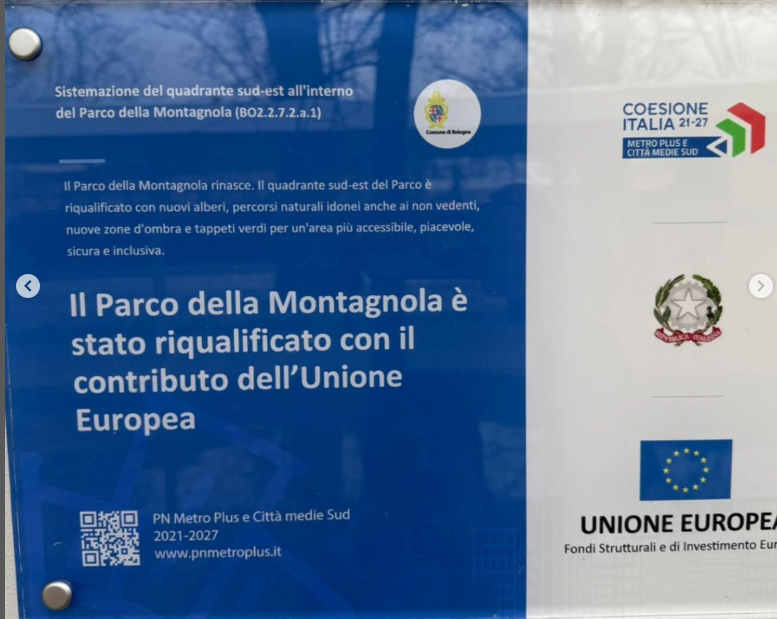 Sistemazione del quadrante sud-est all'interno
del Parco della Montagnola (BO2.2.7.2.a.1)
Comune di Bologna
Il Parco della Montagnola rinasce. Il quadrante sud-est del Parco è
riqualificato con nuovi alberi, percorsi naturali idonei anche ai non vedenti,
nuove zone d'ombra e tappeti verdi per un'area più accessibile, piacevole,
sicura e inclusiva.
Il Parco della Montagnola è
stato riqualificato con il
contributo dell'Unione
Europea
PN Metro Plus e Città medie Sud
2021-2027
www.pnmetroplus.it
COESIONE
ITALIA 21-27
METRO PLUS E
CITTÀ MEDIE SUD
REPVBBLICA ITALIANA
UNIONE EUROPEA
Fondi Strutturali e di Investimento Eur